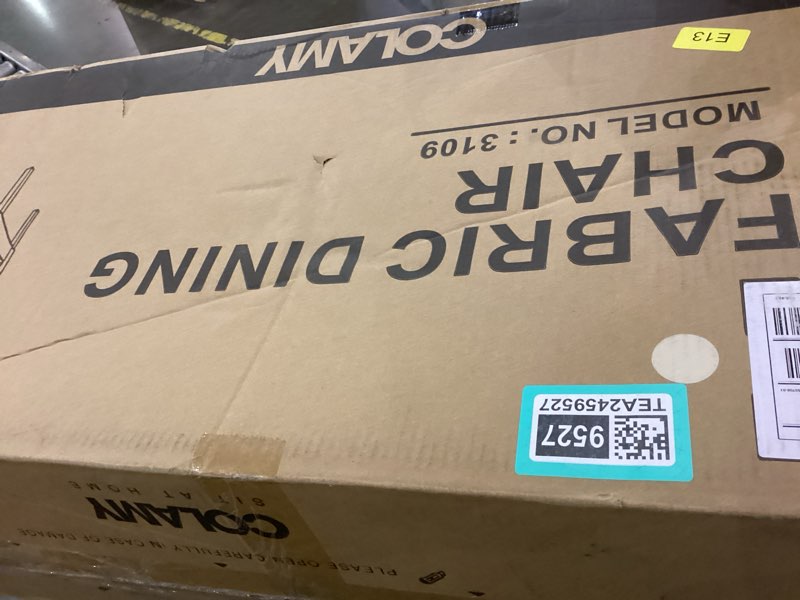 COLAMY
E13
MODEL NO.: 3109
FABRIC DINING
CHAIR
9527
TEA2459527
COLAMY
SIT AT HOME
PLEASE OPEN CAREFULLY IN CASE OF DAMAGE